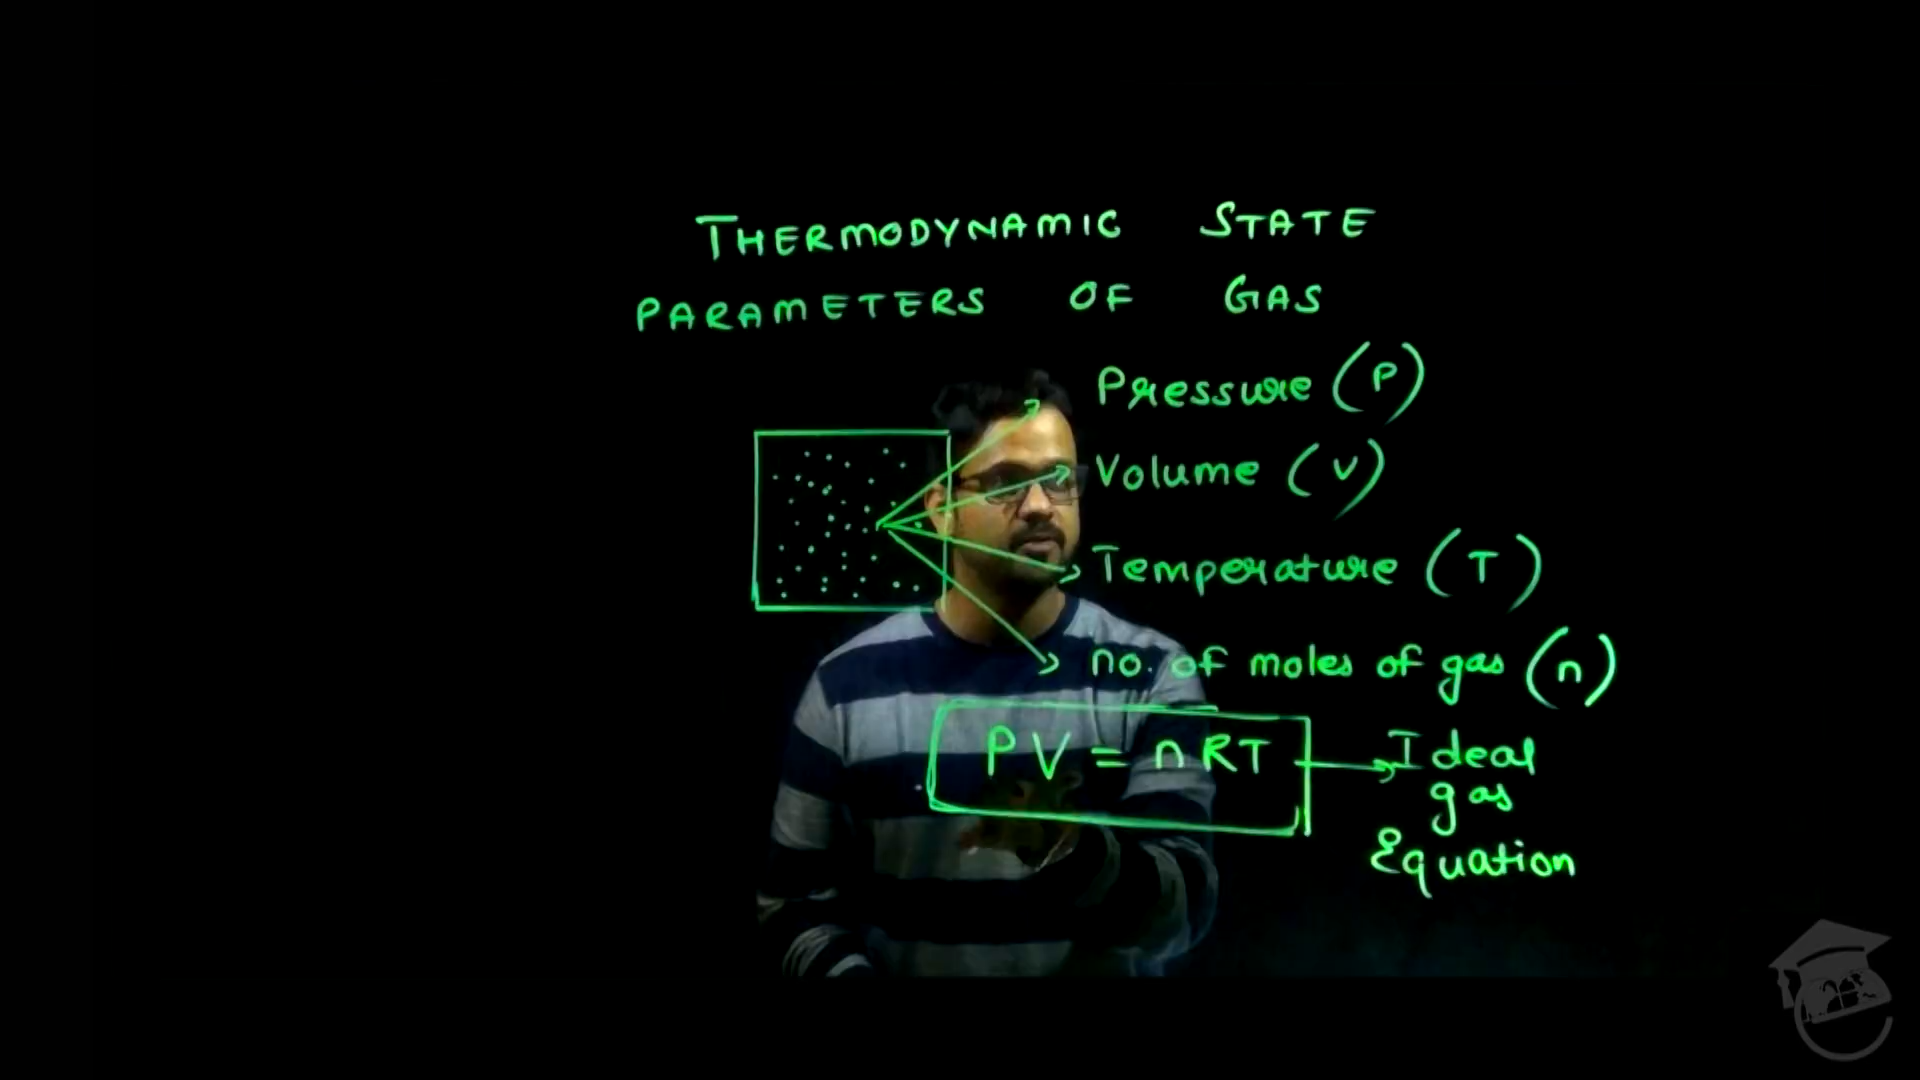 THERMODYNAMIC STATE
PARAMETERS OF GAS
Pressure (P)
Volume (V)
Temperature (T)
no. of moles of gas (n)
PV = nRT
Ideal
gas
Equation